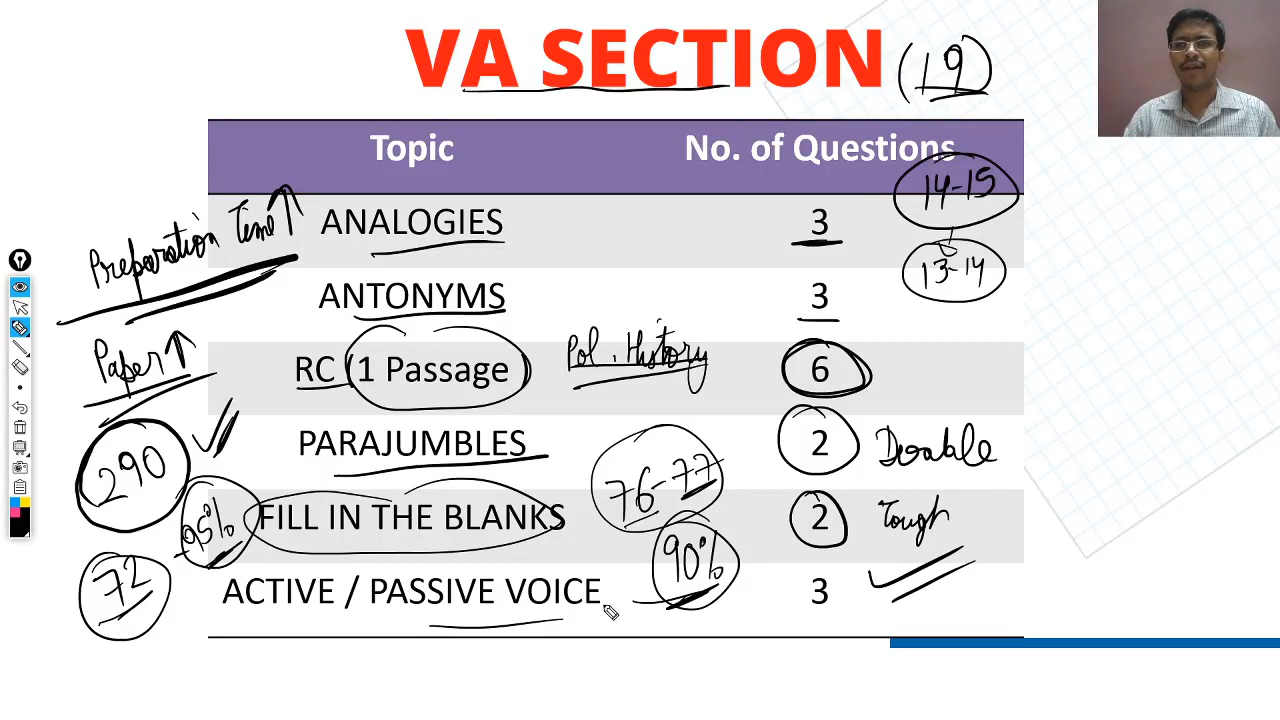 VA SECTION (19)
Topic No. of Questions
14-15
Preparation Time↑
ANALOGIES 3
13-14
ANTONYMS 3
Paper↑
RC (1 Passage) Pol. History 6
290
PARAJUMBLES 2 Dorable
76-77
95%
FILL IN THE BLANKS 2 Tough
90%
72
ACTIVE / PASSIVE VOICE 3